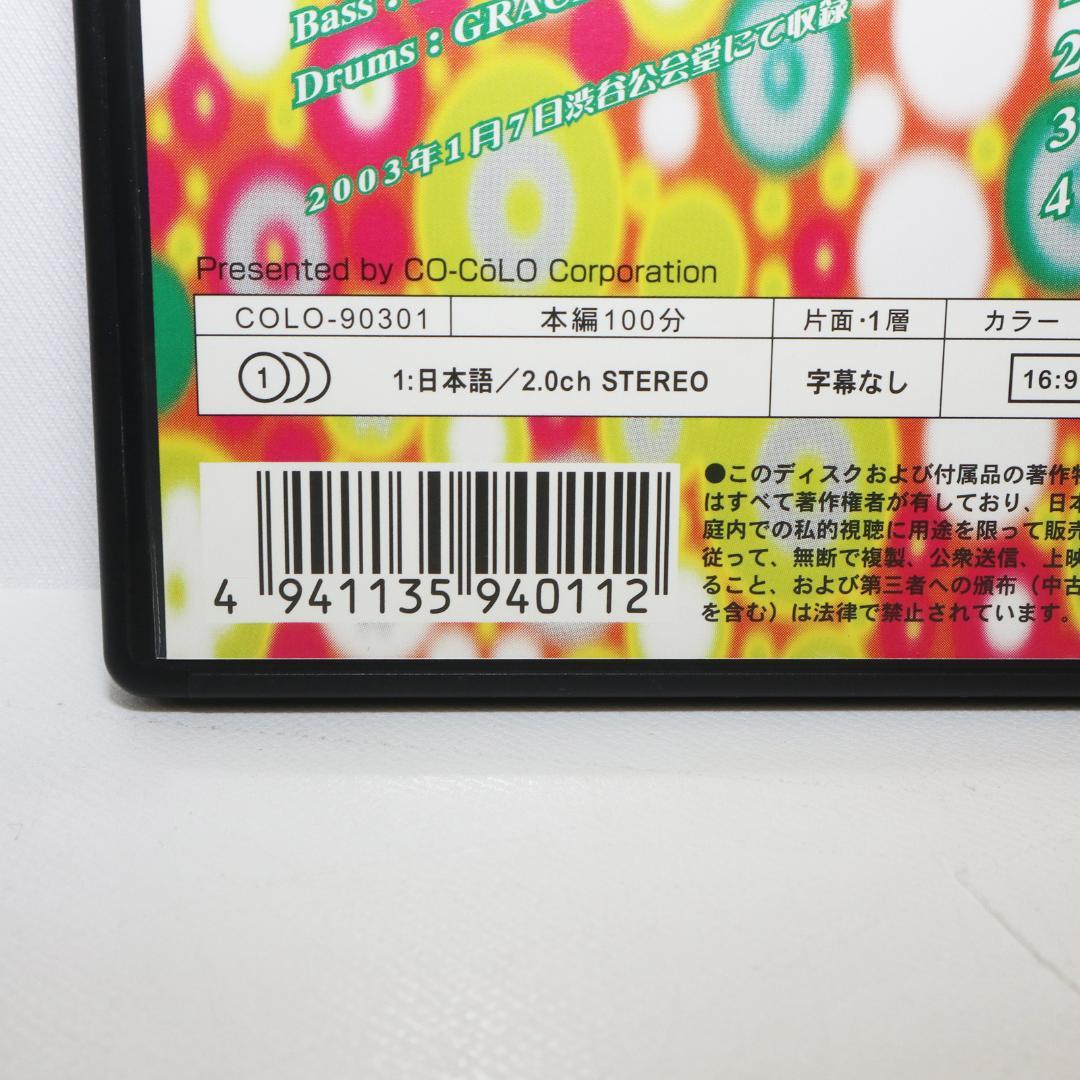 Bass :
Drums : GRACE
2003年1月7日渋谷公会堂にて収録
2
3
4
Presented by CO-CōLO Corporation
COLO-90301 本編100分 片面・1層 カラー
1 1:日本語／2.0ch STEREO 字幕なし 16:9
●このディスクおよび付属品の著作
はすべて著作権者が有しており、日本
庭内での私的視聴に用途を限って販売
従って、無断で複製、公衆送信、上映
ること、および第三者への頒布（中古
を含む）は法律で禁止されています。
4 941135 940112